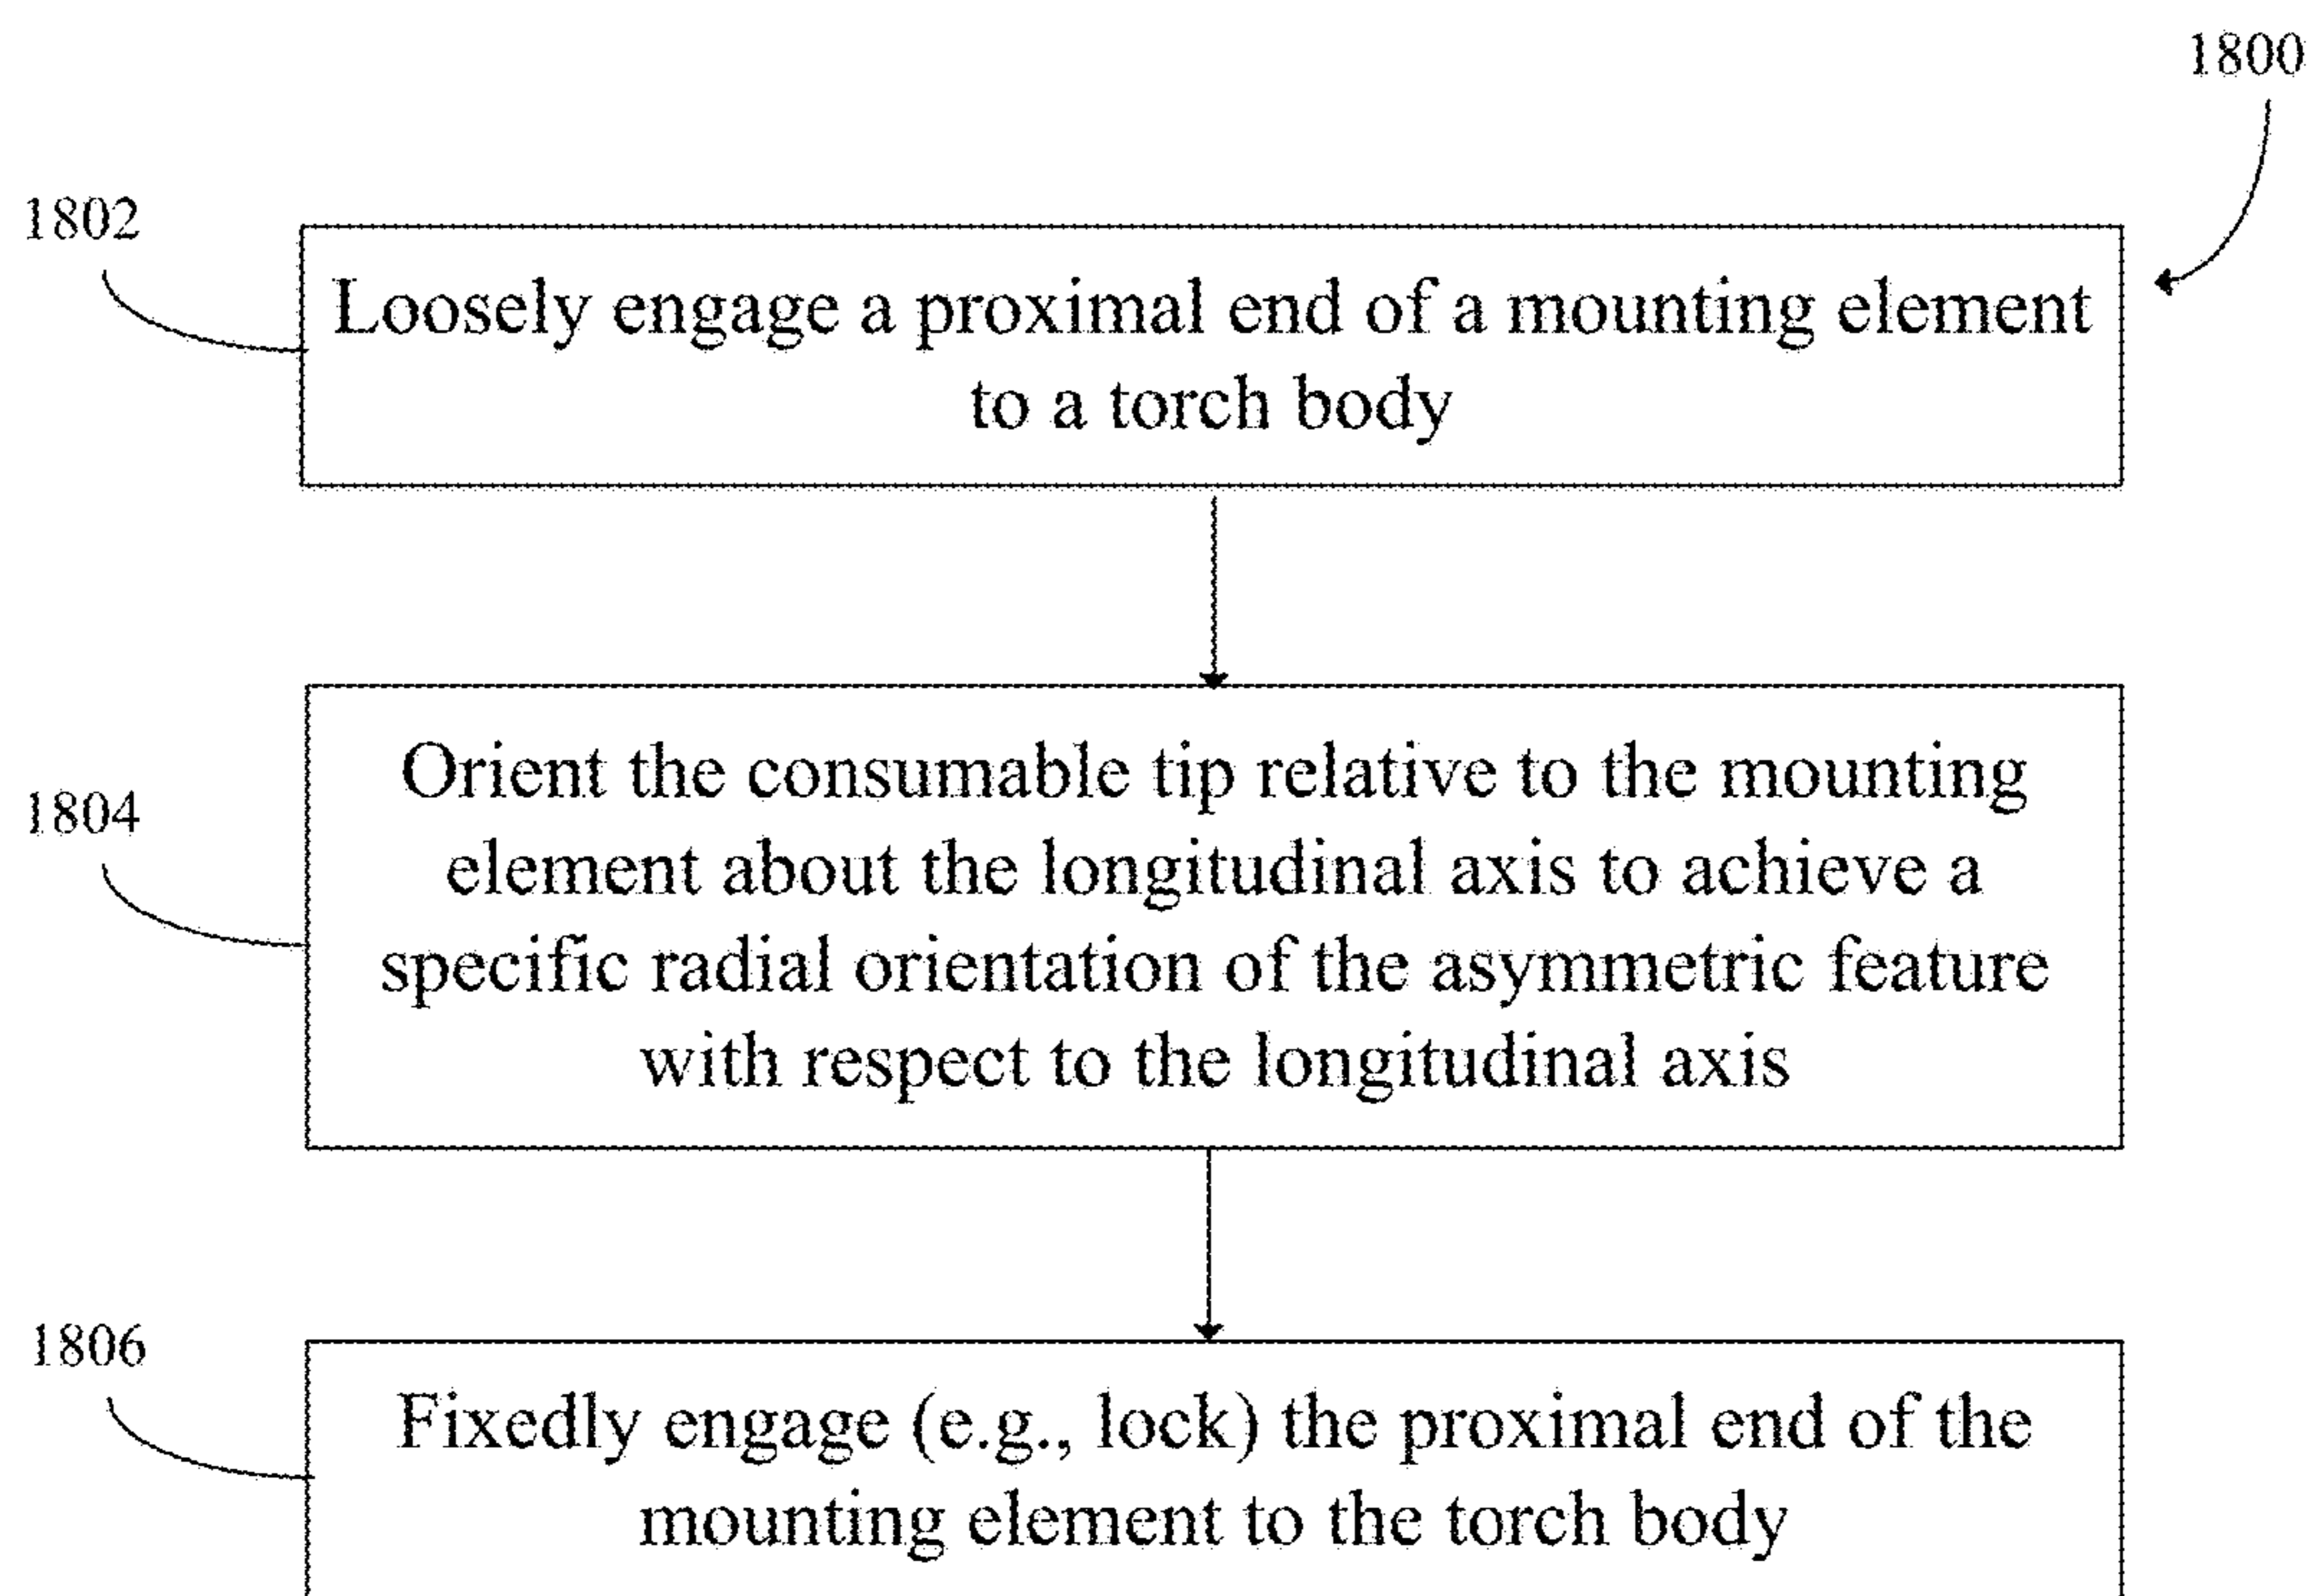 1800
1802
Loosely engage a proximal end of a mounting element
to a torch body
1804
Orient the consumable tip relative to the mounting
element about the longitudinal axis to achieve a
specific radial orientation of the asymmetric feature
with respect to the longitudinal axis
1806
Fixedly engage (e.g., lock) the proximal end of the
mounting element to the torch body